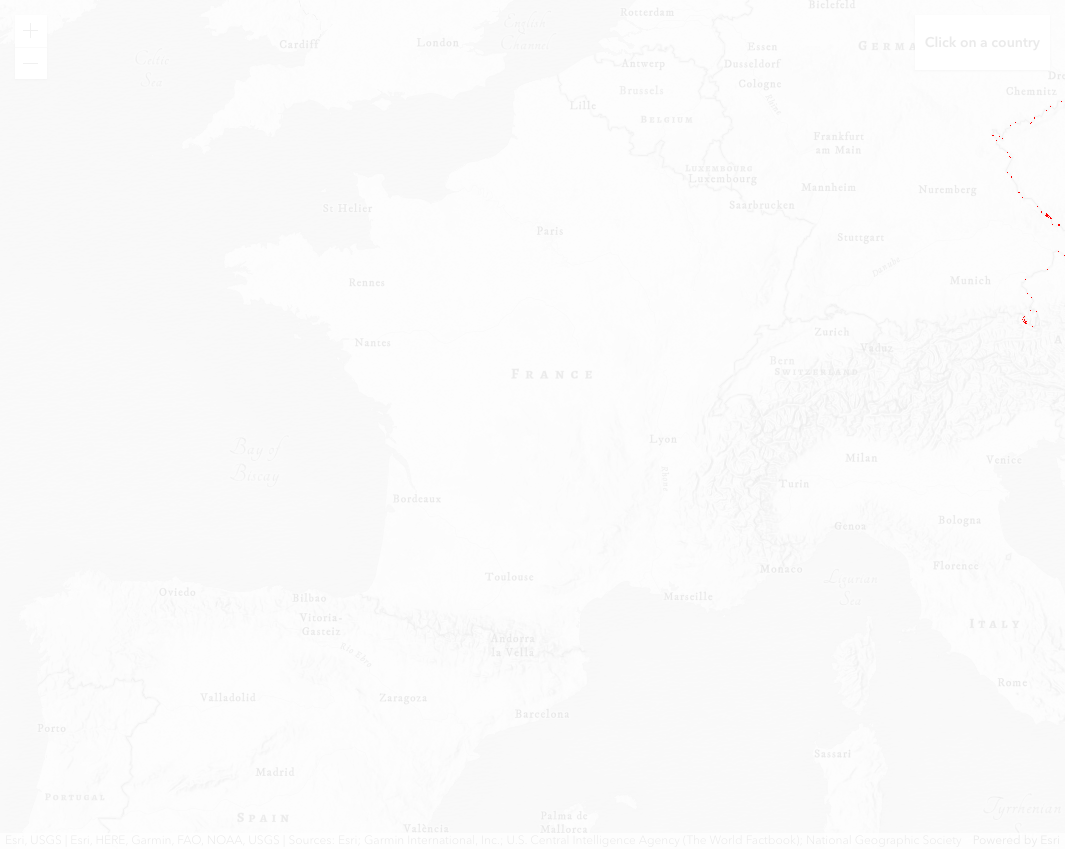 Rotterdam
Bielefeld
Cardiff
London
Essen
GERMA
Click on a country
Antwerp
Dusseldorf
Brussels
Cologne
Chemnitz
Lille
BELGIUM
Frankfurt
am Main
LUXEMBOURG
Luxembourg
Mannheim
Nuremberg
Saarbrucken
St Helier
Paris
Stuttgart
Danube
Rennes
Munich
Zurich
Nantes
Vaduz
Bern
SWITZERLAND
FRANCE
Lyon
Bay of
Biscay
Milan
Venice
Turin
Bordeaux
Genoa
Bologna
Florence
Monaco
Toulouse
Ligurian
Sea
Oviedo
Bilbao
Marseille
Vitoria-
Gasteiz
ITALY
Andorra
la Vella
Rome
Valladolid
Zaragoza
Barcelona
Porto
Sassari
Madrid
PORTUGAL
Tyrrhenian
SPAIN
Palma de
Mallorca
València
Esri, USGS | Esri, HERE, Garmin, FAO, NOAA, USGS | Sources: Esri; Garmin International, Inc.; U.S. Central Intelligence Agency (The World Factbook); National Geographic Society
Powered by Esri